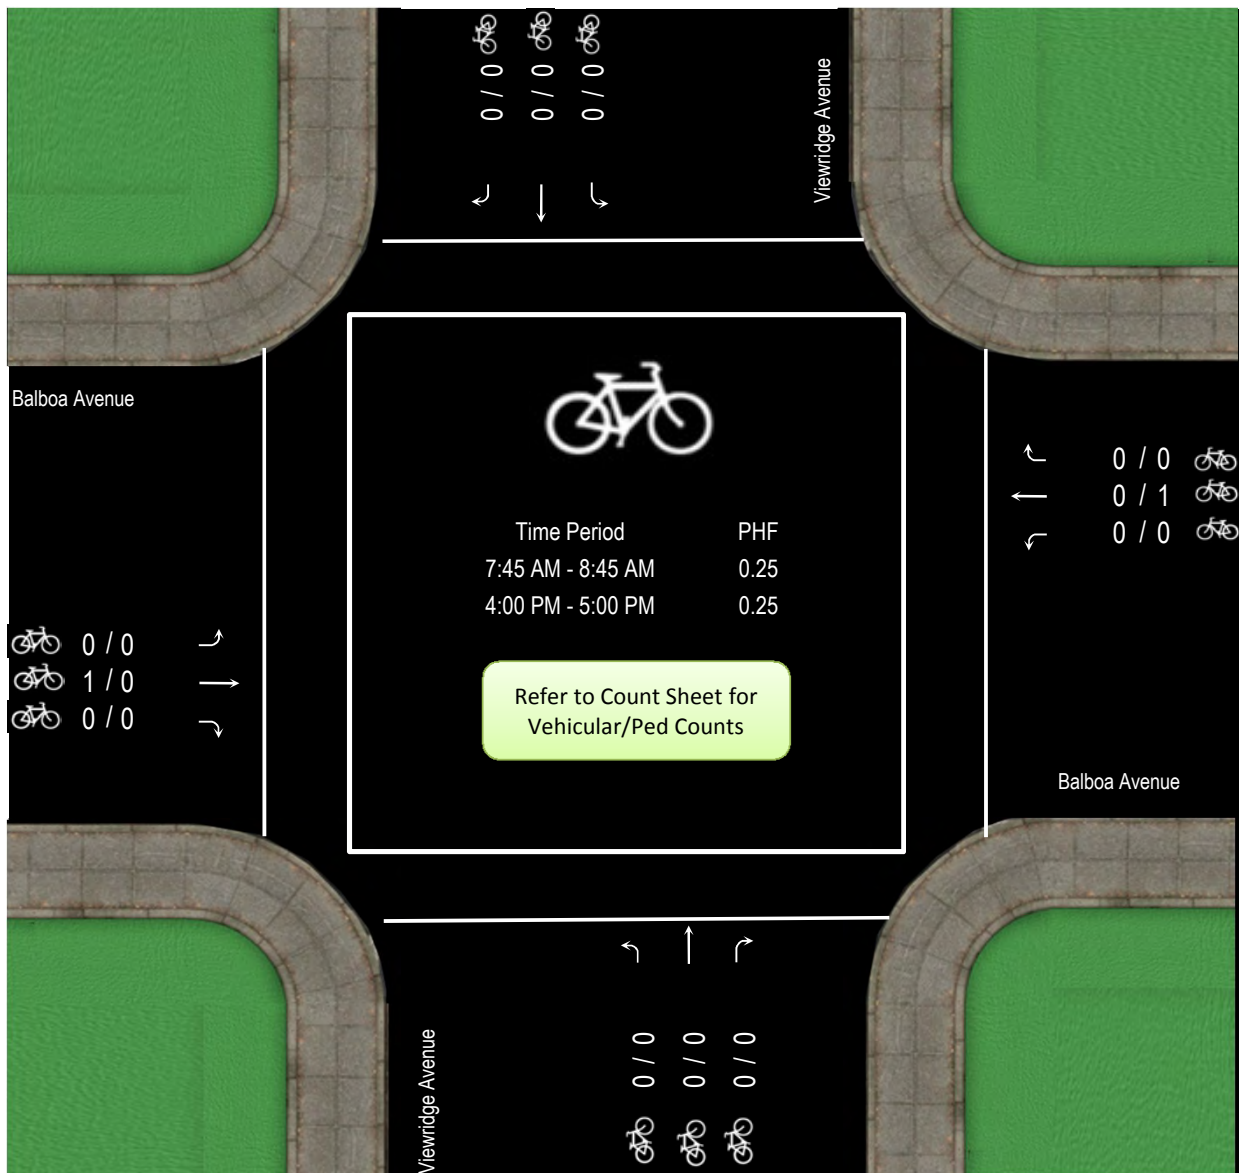 0 / 0
0 / 0
0 / 0
Viewridge Avenue
Balboa Avenue
0 / 0
0 / 1
0 / 0
Time Period PHF
7:45 AM - 8:45 AM 0.25
4:00 PM - 5:00 PM 0.25
0 / 0
1 / 0
0 / 0
Refer to Count Sheet for
Vehicular/Ped Counts
Balboa Avenue
Viewridge Avenue
0 / 0
0 / 0
0 / 0